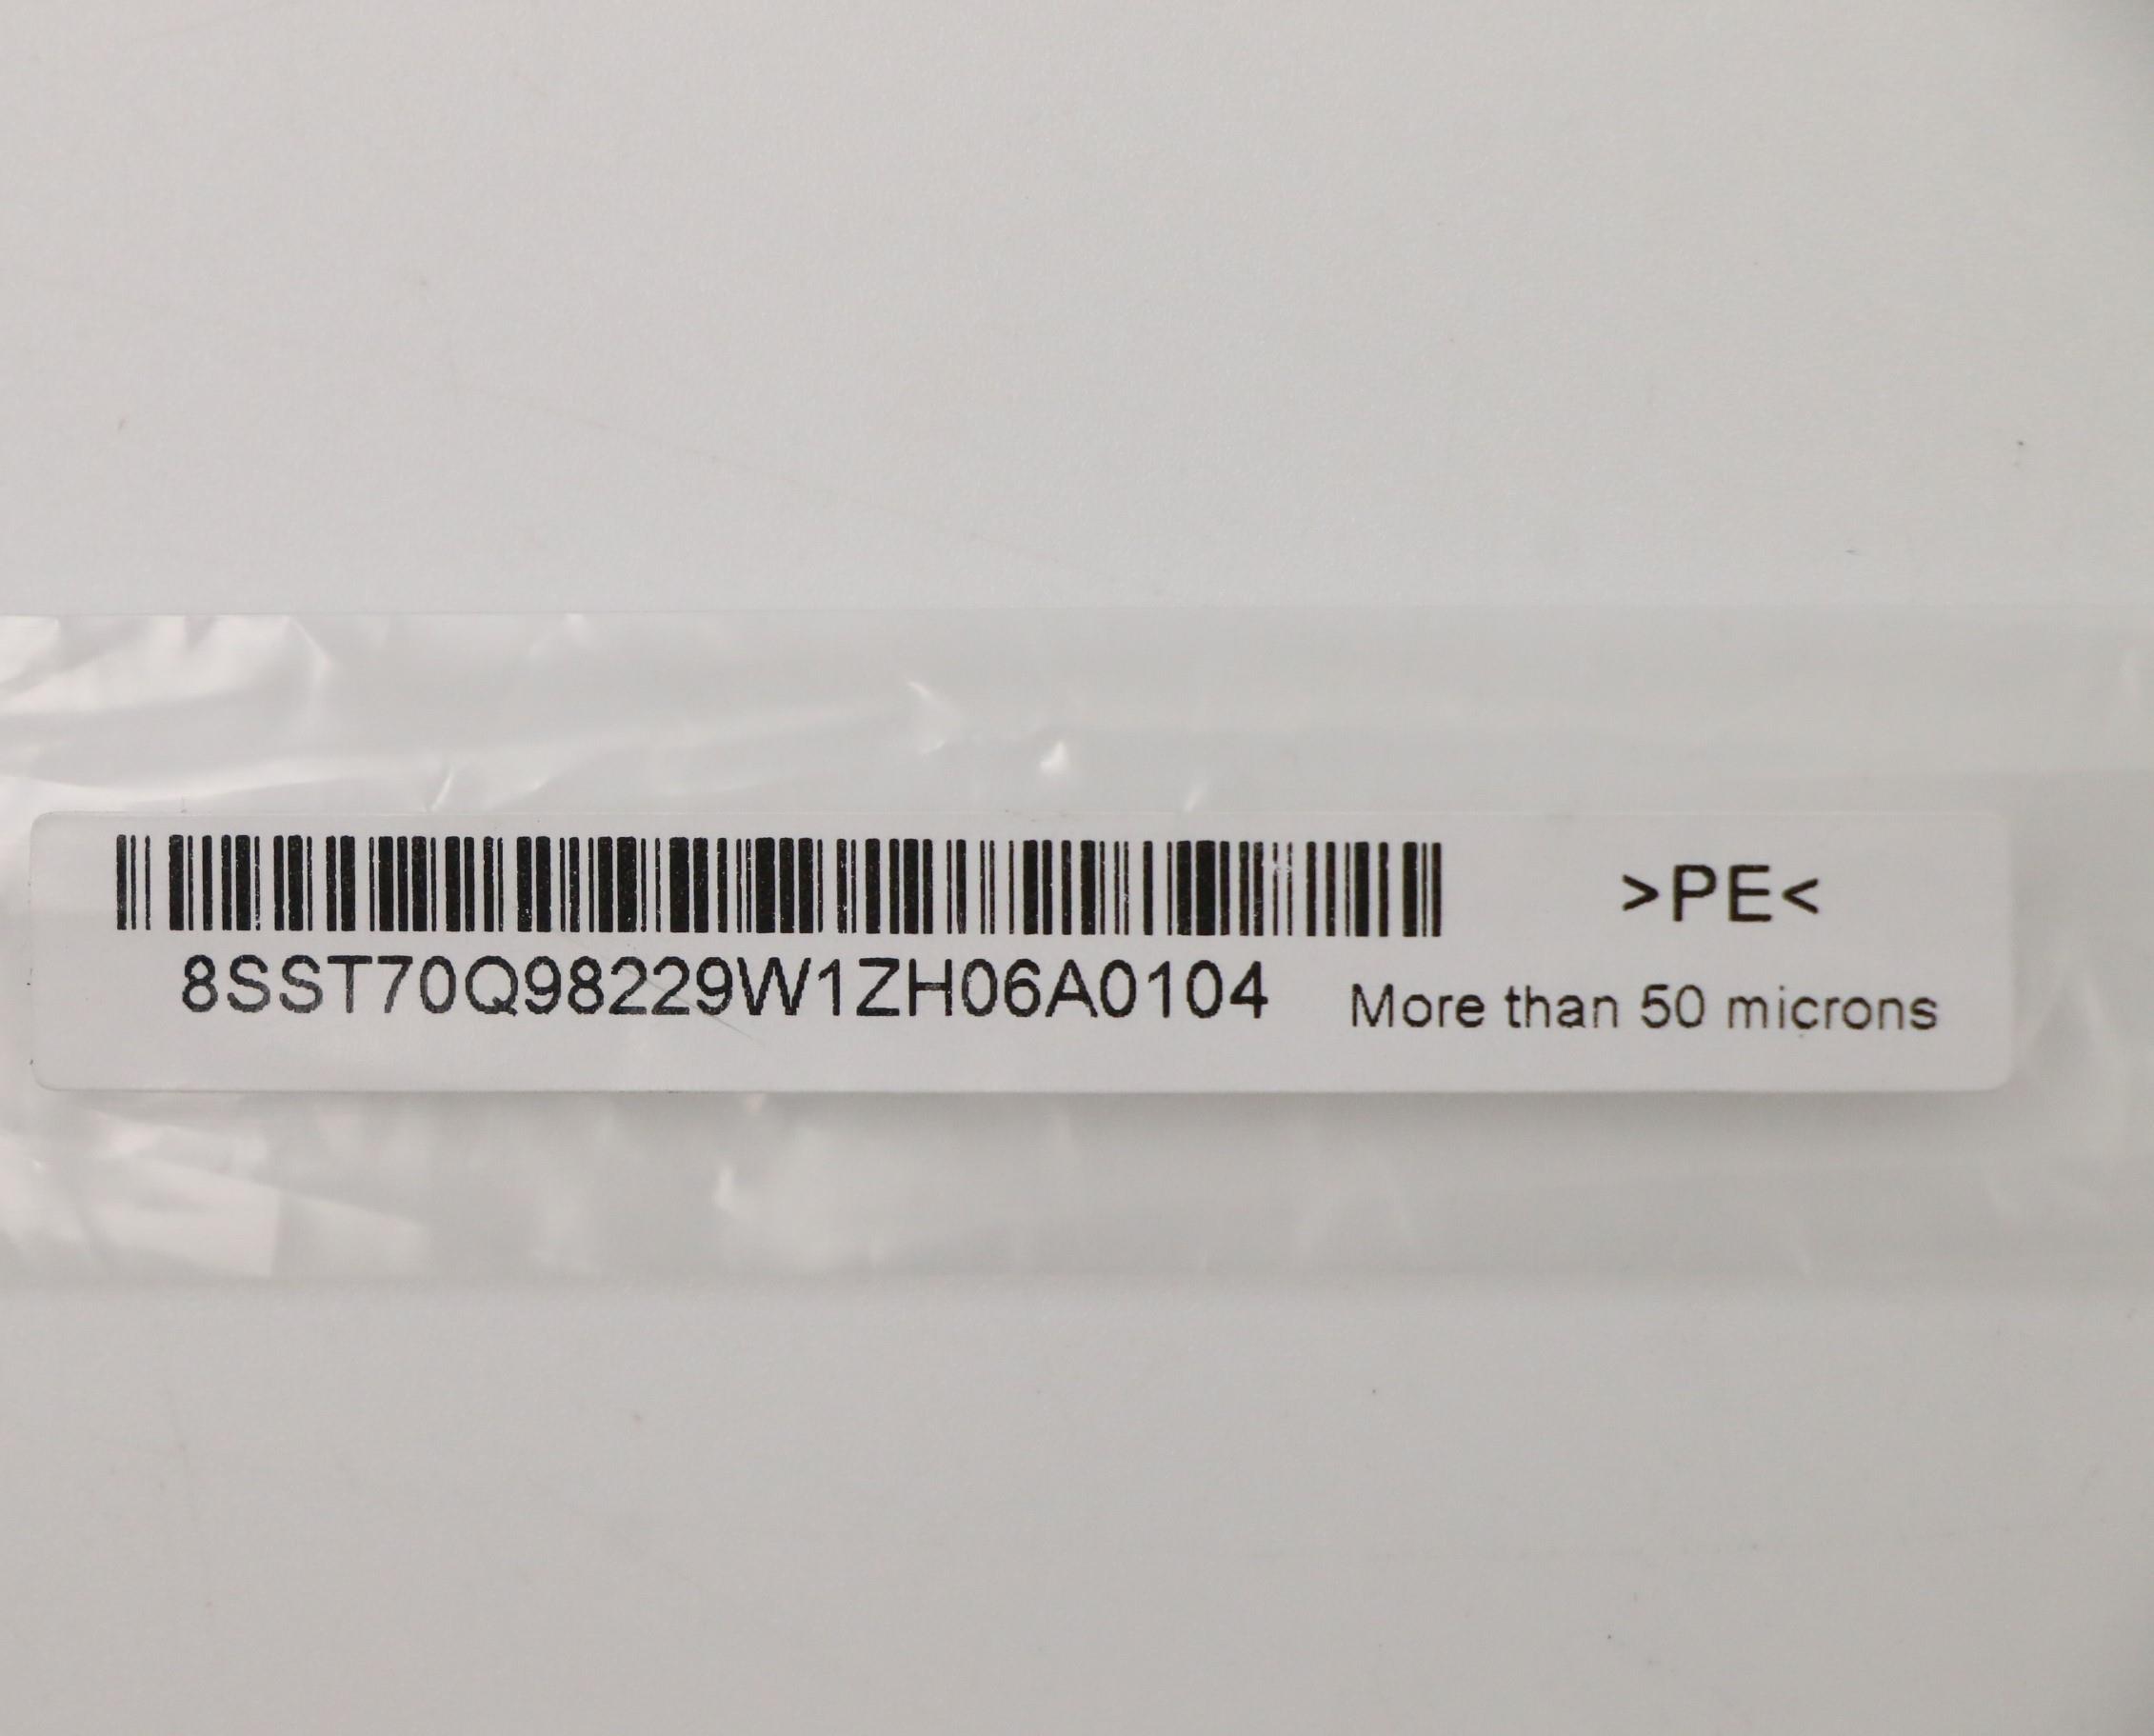 >PE<
8SST70Q98229W1ZH06A0104
More than 50 microns